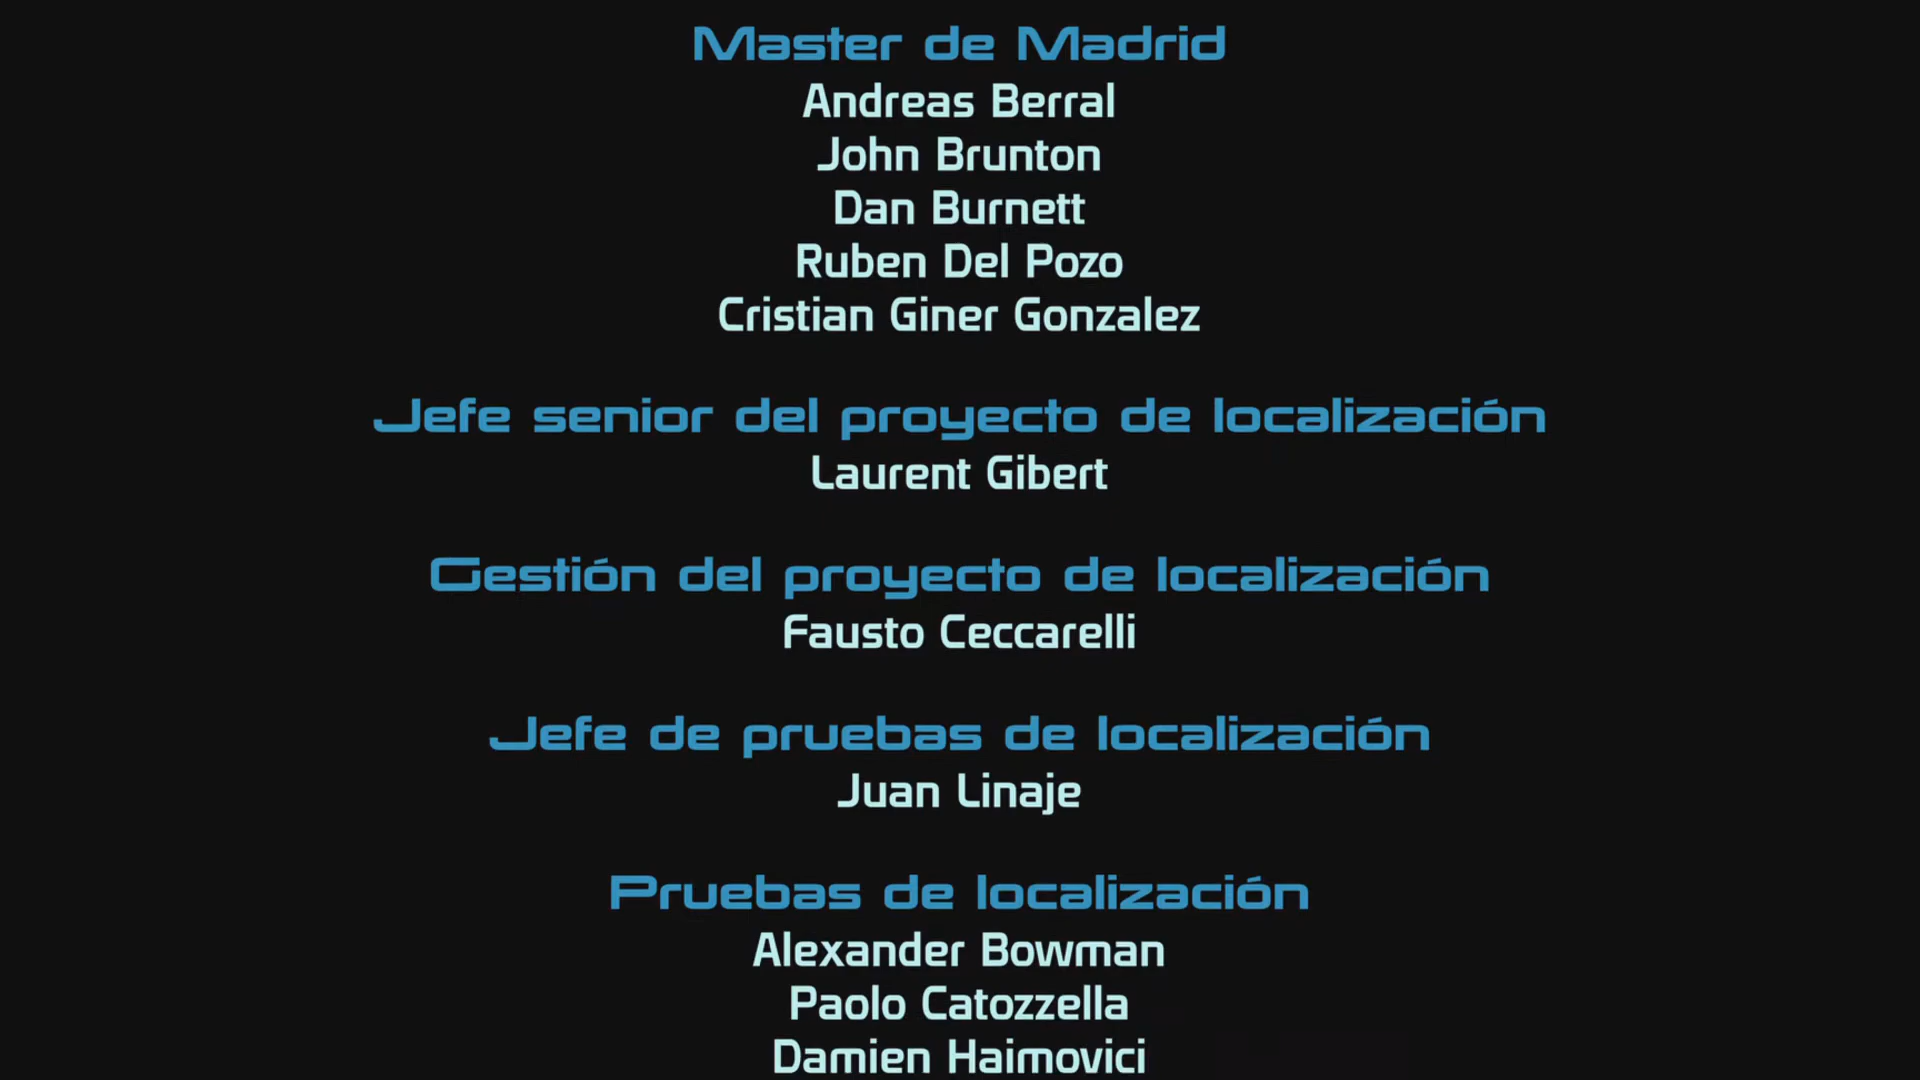 Master de Madrid
Andreas Berral
John Brunton
Dan Burnett
Ruben Del Pozo
Cristian Giner Gonzalez
Jefe senior del proyecto de localización
Laurent Gibert
Gestión del proyecto de localización
Fausto Ceccarelli
Jefe de pruebas de localización
Juan Linaje
Pruebas de localización
Alexander Bowman
Paolo Catozzella
Damien Haimovici